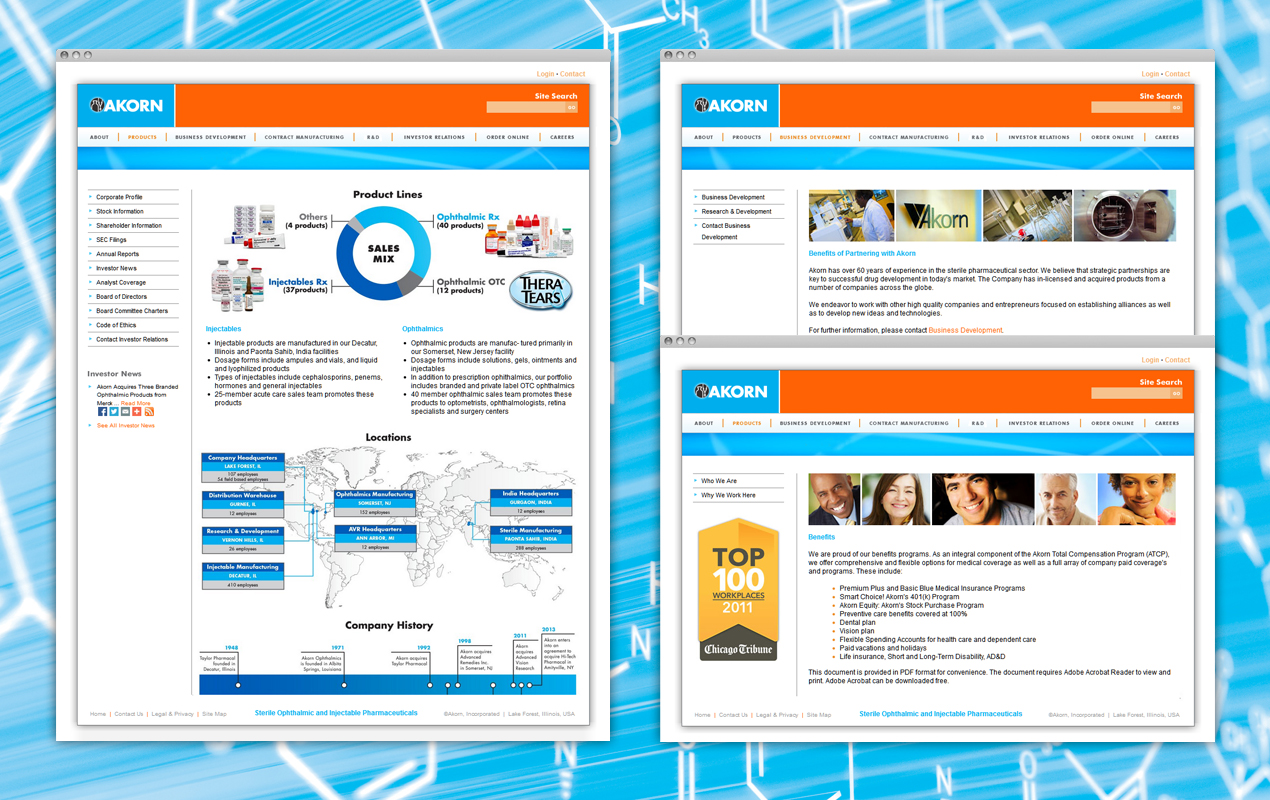 Login • Contact
AKORN
Site Search
GO
ABOUT | PRODUCTS | BUSINESS DEVELOPMENT | CONTRACT MANUFACTURING | R&D | INVESTOR RELATIONS | ORDER ONLINE | CAREERS
Corporate Profile
Stock Information
Shareholder Information
SEC Filings
Annual Reports
Investor News
Analyst Coverage
Board of Directors
Board Committee Charters
Code of Ethics
Contact Investor Relations
Investor News
Akorn Acquires Three Branded
Ophthalmic Products from
Merck ... Read More
See All Investor News
Product Lines
Others
(4 products)
Ophthalmic Rx
(40 products)
SALES
MIX
Injectables Rx
(37products)
Ophthalmic OTC
(12 products)
THERA
TEARS
Injectables
• Injectable products are manufactured in our Decatur,
Illinois and Paonta Sahib, India facilities
• Dosage forms include ampules and vials, and liquid
and lyophilized products
• Types of injectables include cephalosporins, penems,
hormones and general injectables
• 25-member acute care sales team promotes these
products
Ophthalmics
• Ophthalmic products are manufac- tured primarily in
our Somerset, New Jersey facility
• Dosage forms include solutions, gels, ointments and
injectables
• In addition to prescription ophthalmics, our portfolio
includes branded and private label OTC ophthalmics
• 40 member ophthalmic sales team promotes these
products to optometrists, ophthalmologists, retina
specialists and surgery centers
Locations
Company Headquarters
LAKE FOREST, IL
107 employees
54 field based employees
Distribution Warehouse
GURNEE, IL
12 employees
Research & Development
VERNON HILLS, IL
26 employees
Injectable Manufacturing
DECATUR, IL
410 employees
Ophthalmics Manufacturing
SOMERSET, NJ
152 employees
AVR Headquarters
ANN ARBOR, MI
12 employees
India Headquarters
GURGAON, INDIA
12 employees
Sterile Manufacturing
PAONTA SAHIB, INDIA
288 employees
Company History
1948
Taylor Pharmacal
founded in
Decatur, Illinois
1971
Akorn Ophthalmics
is founded in Albita
Springs, Louisiana
1992
Akorn acquires
Taylor Pharmacal
1998
Akorn acquires
Advanced
Remedies Inc.
in Somerset, NJ
2011
Akorn
acquires
Advanced
Vision
Research
2013
Akorn enters
into an
agreement to
acquire Hi-Tech
Pharmacal in
Amityville, NY
Home | Contact Us | Legal & Privacy | Site Map
Sterile Ophthalmic and Injectable Pharmaceuticals
©Akorn, Incorporated | Lake Forest, Illinois, USA
Login • Contact
AKORN
Site Search
GO
ABOUT | PRODUCTS | BUSINESS DEVELOPMENT | CONTRACT MANUFACTURING | R&D | INVESTOR RELATIONS | ORDER ONLINE | CAREERS
Business Development
Research & Development
Contact Business
Development
Akorn
Benefits of Partnering with Akorn
Akorn has over 60 years of experience in the sterile pharmaceutical sector. We believe that strategic partnerships are
key to successful drug development in today's market. The Company has in-licensed and acquired products from a
number of companies across the globe.
We endeavor to work with other high quality companies and entrepreneurs focused on establishing alliances as well
as to develop new ideas and technologies.
For further information, please contact Business Development.
Login • Contact
AKORN
Site Search
GO
ABOUT | PRODUCTS | BUSINESS DEVELOPMENT | CONTRACT MANUFACTURING | R&D | INVESTOR RELATIONS | ORDER ONLINE | CAREERS
Who We Are
Why We Work Here
TOP
100
WORKPLACES
2011
Chicago Tribune
Benefits
We are proud of our benefits programs. As an integral component of the Akorn Total Compensation Program (ATCP),
we offer comprehensive and flexible options for medical coverage as well as a full array of company paid coverage's
and programs. These include:
• Premium Plus and Basic Blue Medical Insurance Programs
• Smart Choice! Akorn's 401(k) Program
• Akorn Equity: Akorn's Stock Purchase Program
• Preventive care benefits covered at 100%
• Dental plan
• Vision plan
• Flexible Spending Accounts for health care and dependent care
• Paid vacations and holidays
• Life insurance, Short and Long-Term Disability, AD&D
This document is provided in PDF format for convenience. The document requires Adobe Acrobat Reader to view and
print. Adobe Acrobat can be downloaded free.
Home | Contact Us | Legal & Privacy | Site Map
Sterile Ophthalmic and Injectable Pharmaceuticals
©Akorn, Incorporated | Lake Forest, Illinois, USA
CH3
N
N
N
N
O